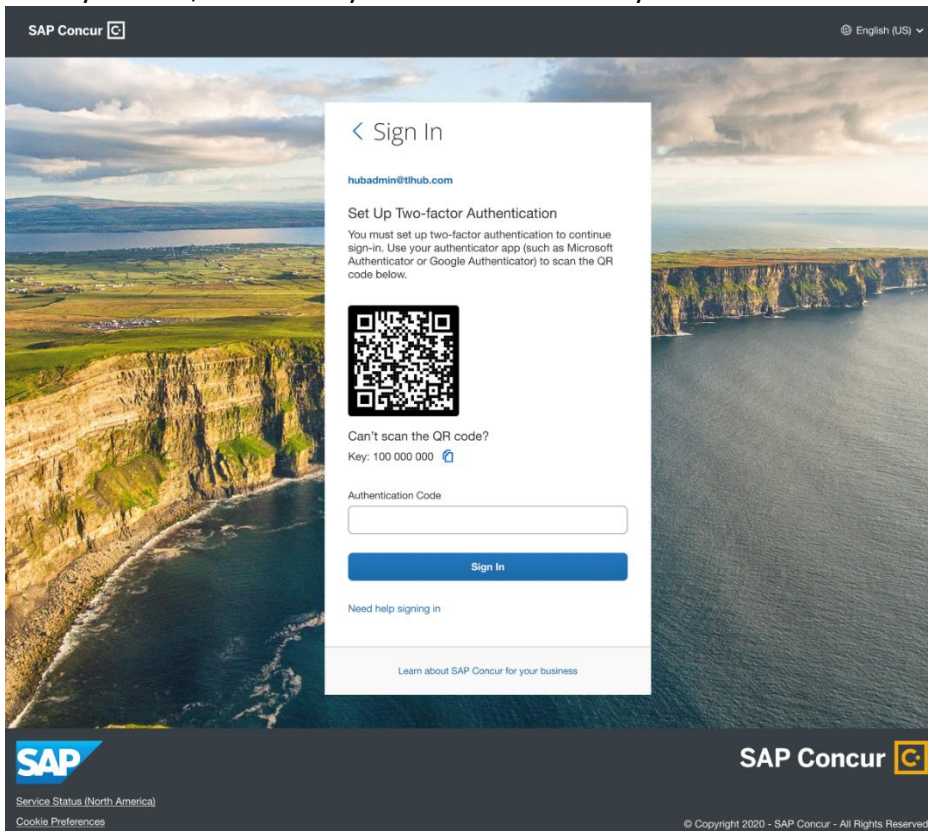 SAP Concur
English (US)
Sign In
hubadmin@tlhub.com
Set Up Two-factor Authentication
You must set up two-factor authentication to continue
sign-in. Use your authenticator app (such as Microsoft
Authenticator or Google Authenticator) to scan the QR
code below.
Can't scan the QR code?
Key: 100 000 000
Authentication Code
Sign In
Need help signing in
Learn about SAP Concur for your business
SAP
SAP Concur
Service Status (North America)
Cookie Preferences
© Copyright 2020 - SAP Concur - All Rights Reserved